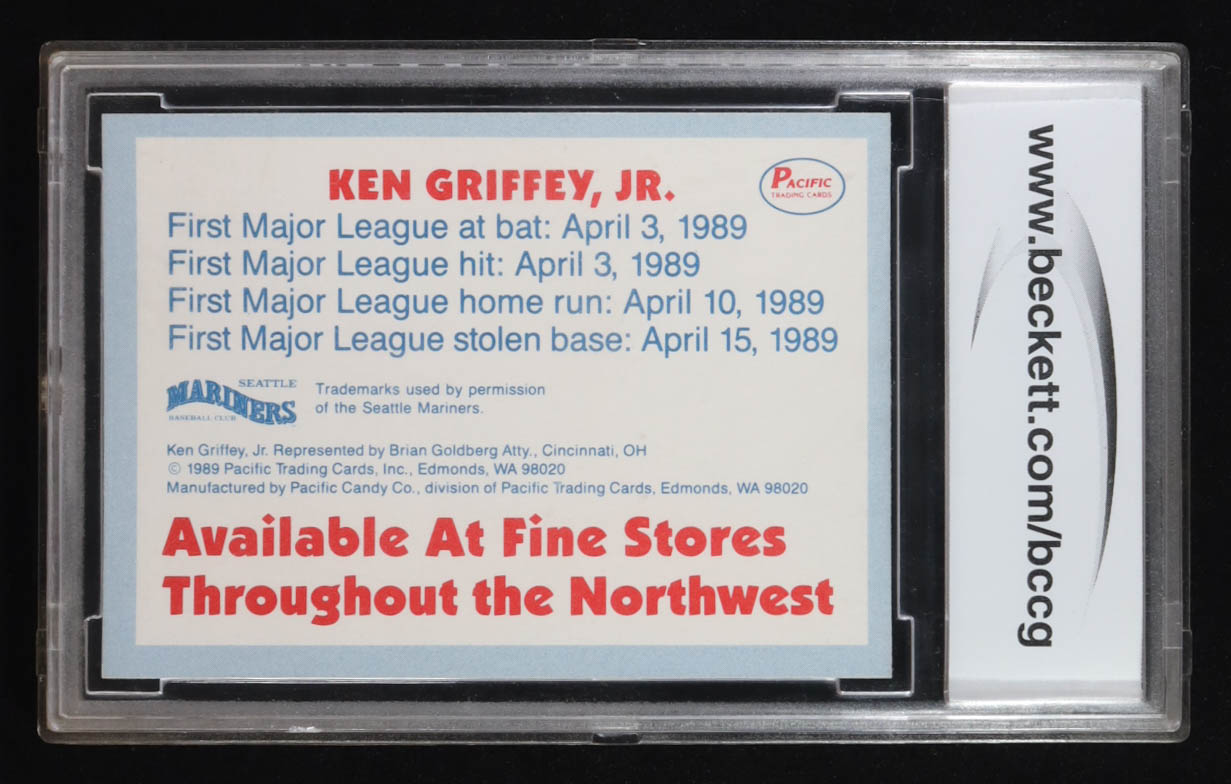 KEN GRIFFEY, JR.
PACIFIC
TRADING CARDS
First Major League at bat: April 3, 1989
First Major League hit: April 3, 1989
First Major League home run: April 10, 1989
First Major League stolen base: April 15, 1989
SEATTLE
MARINERS
BASEBALL CLUB
Trademarks used by permission
of the Seattle Mariners.
Ken Griffey, Jr. Represented by Brian Goldberg Atty., Cincinnati, OH
© 1989 Pacific Trading Cards, Inc., Edmonds, WA 98020
Manufactured by Pacific Candy Co., division of Pacific Trading Cards, Edmonds, WA 98020
Available At Fine Stores
Throughout the Northwest
www.beckett.com/bccg